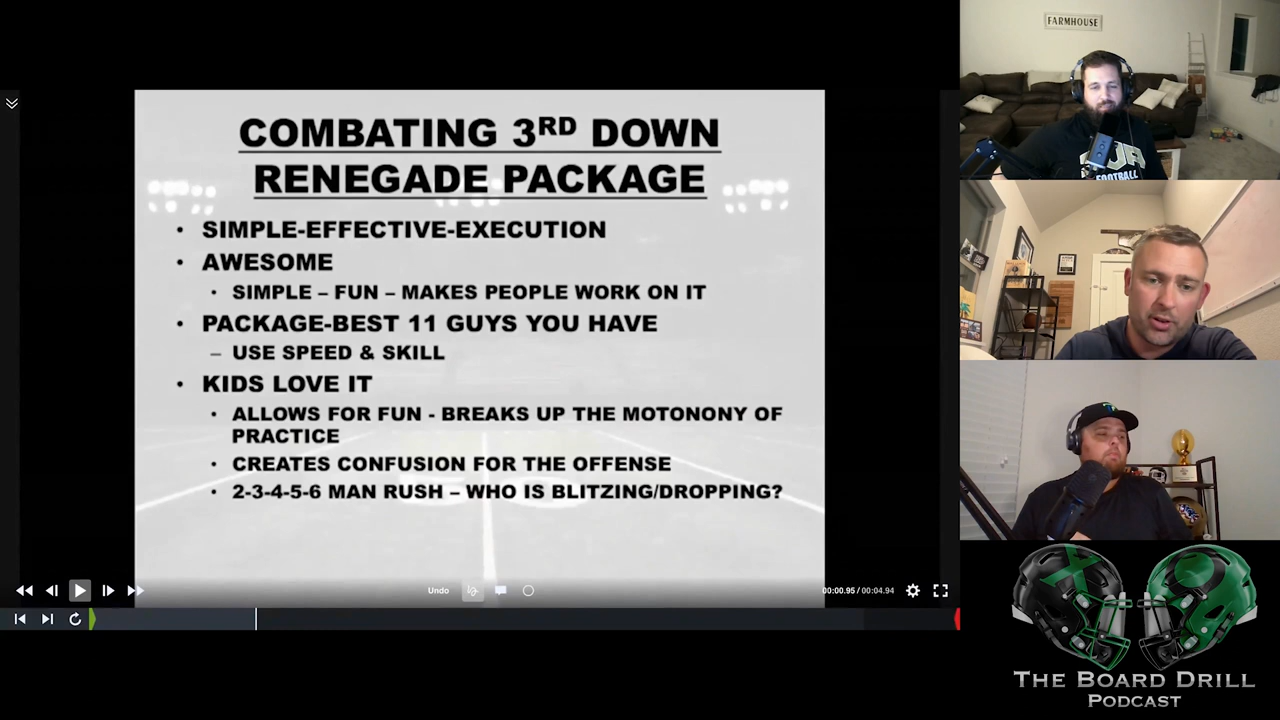 COMBATING 3RD DOWN
RENEGADE PACKAGE
• SIMPLE-EFFECTIVE-EXECUTION
• AWESOME
• SIMPLE – FUN – MAKES PEOPLE WORK ON IT
• PACKAGE-BEST 11 GUYS YOU HAVE
– USE SPEED & SKILL
• KIDS LOVE IT
• ALLOWS FOR FUN - BREAKS UP THE MOTONONY OF
PRACTICE
• CREATES CONFUSION FOR THE OFFENSE
• 2-3-4-5-6 MAN RUSH – WHO IS BLITZING/DROPPING?
Undo
00:00.95 / 00:04.94
FARMHOUSE
FOOTBALL
THE BOARD DRILL
PODCAST